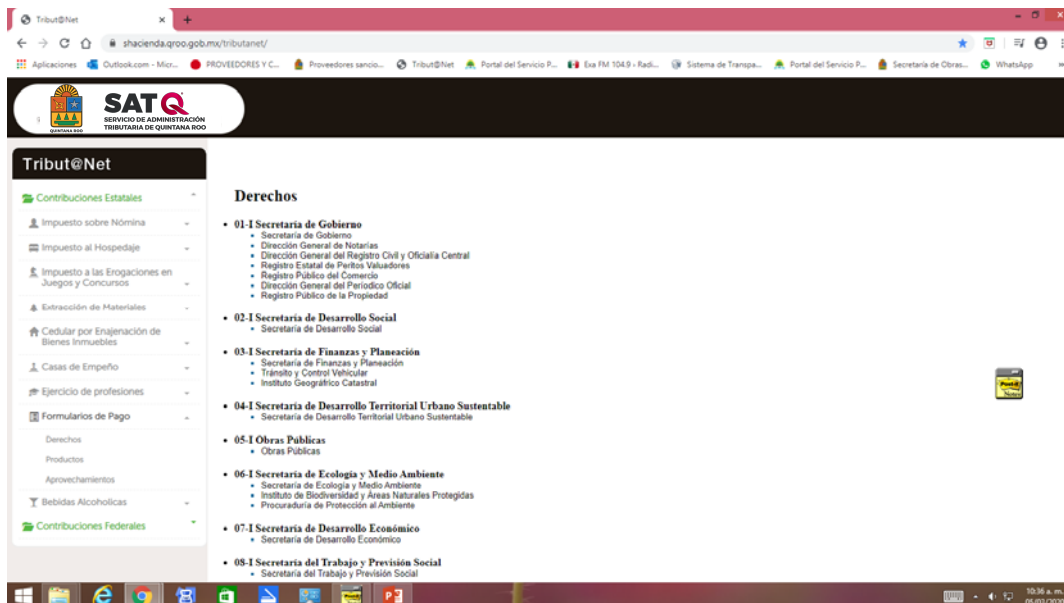 Tribut@Net
shacienda.qroo.gob.mx/tributanet/
Aplicaciones
Outlook.com - Micr...
PROVEEDORES Y C...
Proveedores sancio...
Tribut@Net
Portal del Servicio P...
Exa FM 104.9 - Radi...
Sistema de Transpa...
Portal del Servicio P...
Secretaría de Obras...
WhatsApp
QUINTANA ROO
SATQ
SERVICIO DE ADMINISTRACIÓN
TRIBUTARIA DE QUINTANA ROO
Tribut@Net
Contribuciones Estatales
Impuesto sobre Nómina
Impuesto al Hospedaje
Impuesto a las Erogaciones en
Juegos y Concursos
Extracción de Materiales
Cedular por Enajenación de
Bienes Inmuebles
Casas de Empeño
Ejercicio de profesiones
Formularios de Pago
Derechos
Productos
Aprovechamientos
Bebidas Alcoholicas
Contribuciones Federales
Derechos
01-I Secretaría de Gobierno
Secretaría de Gobierno
Dirección General de Notarías
Dirección General del Registro Civil y Oficialía Central
Registro Estatal de Peritos Valuadores
Registro Público del Comercio
Dirección General del Periodico Oficial
Registro Público de la Propiedad
02-I Secretaría de Desarrollo Social
Secretaría de Desarrollo Social
03-I Secretaría de Finanzas y Planeación
Secretaría de Finanzas y Planeación
Tránsito y Control Vehicular
Instituto Geográfrico Catastral
04-I Secretaría de Desarrollo Territorial Urbano Sustentable
Secretaría de Desarrollo Territorial Urbano Sustentable
05-I Obras Públicas
Obras Públicas
06-I Secretaría de Ecología y Medio Ambiente
Secretaría de Ecología y Medio Ambiente
Instituto de Biodiversidad y Áreas Naturales Protegidas
Procuraduría de Protección al Ambiente
07-I Secretaría de Desarrollo Económico
Secretaría de Desarrollo Económico
08-I Secretaría del Trabajo y Previsión Social
Secretaría del Trabajo y Previsión Social
Post-it
Notes
10:36 a. m.